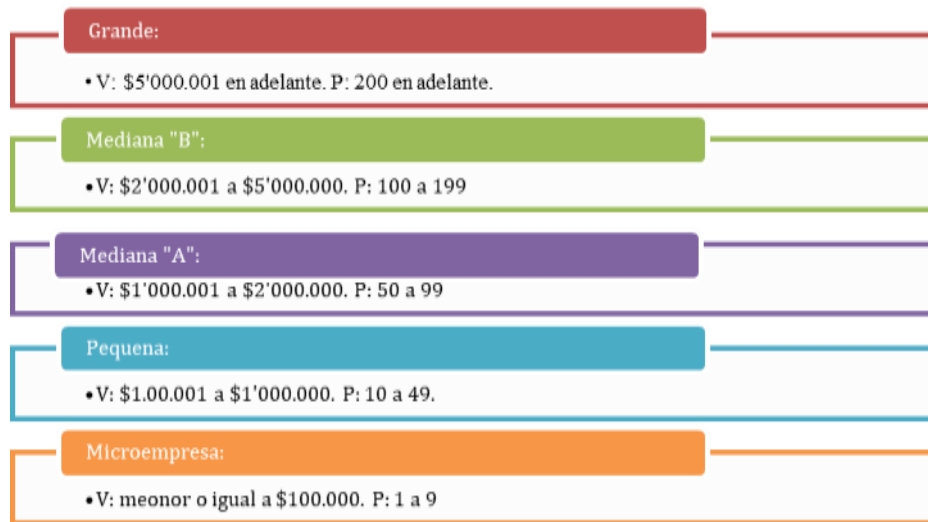 Grande:
• V: $5'000.001 en adelante. P: 200 en adelante.
Mediana "B":
• V: $2'000.001 a $5'000.000. P: 100 a 199
Mediana "A":
• V: $1'000.001 a $2'000.000. P: 50 a 99
Pequena:
• V: $1.00.001 a $1'000.000. P: 10 a 49.
Microempresa:
• V: meonor o igual a $100.000. P: 1 a 9